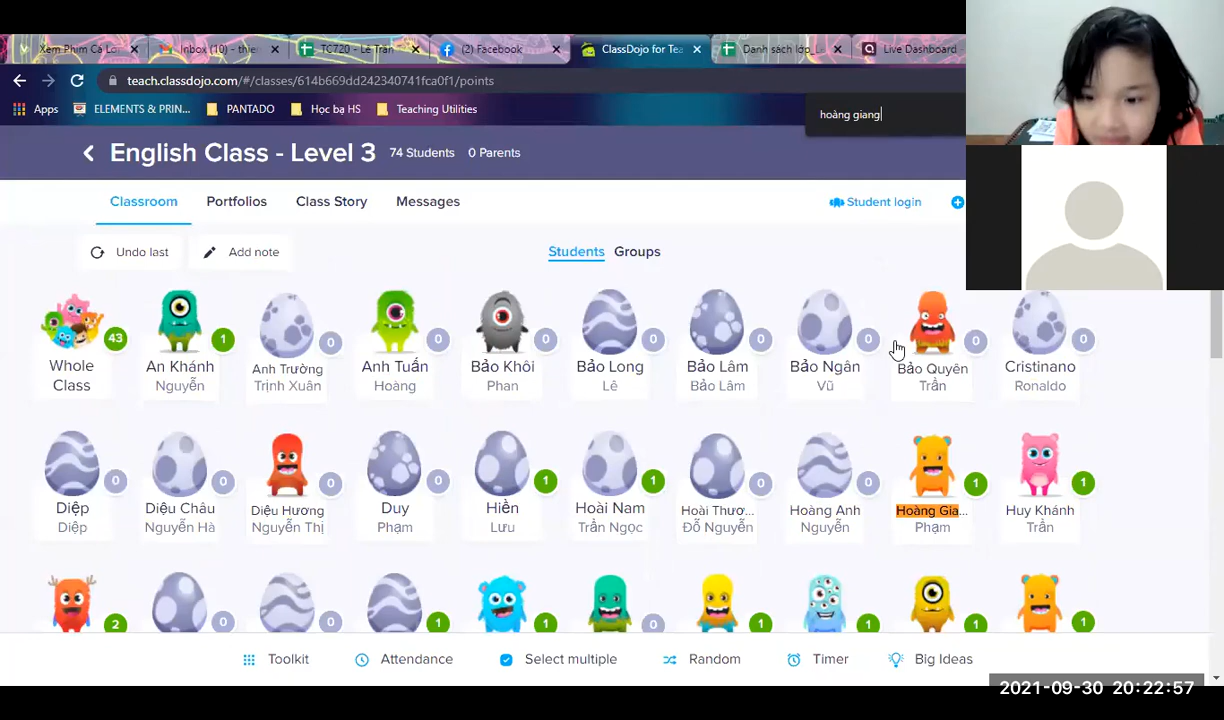 Xem Phim Cá Lo
Inbox (10) - thie
TC720 - Lê Trần
(2) Facebook
ClassDojo for Tea
Danh sách lớp_L
Live Dashboard
teach.classdojo.com/#/classes/614b669dd242340741fca0f1/points
Apps ELEMENTS & PRIN... PANTADO Học bạ HS Teaching Utilities
hoàng giang
English Class - Level 3 74 Students 0 Parents
Classroom Portfolios Class Story Messages Student login
Undo last Add note Students Groups
43 1 0 0 0 0 0 0 0 0
Whole Class
An Khánh Nguyễn
Anh Trường Trịnh Xuân
Anh Tuấn Hoàng
Bảo Khôi Phan
Bảo Long Lê
Bảo Lâm Bảo Lâm
Bảo Ngân Vũ
Bảo Quyên Trần
Cristinano Ronaldo
0 0 0 0 1 1 0 0 1 1
Diệp Diệp
Diệu Châu Nguyễn Hà
Diệu Hương Nguyễn Thị
Duy Phạm
Hiền Lưu
Hoài Nam Trần Ngọc
Hoài Thươ... Đỗ Nguyễn
Hoàng Anh Nguyễn
Hoàng Gia... Phạm
Huy Khánh Trần
2 0 0 1 1 0 1 1 1 1
Toolkit Attendance Select multiple Random Timer Big Ideas
2021-09-30 20:22:57